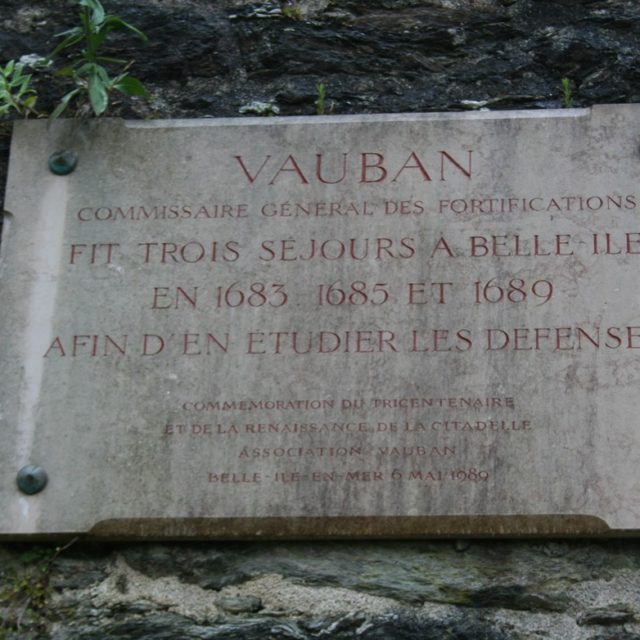 VAUBAN
COMMISSAIRE GÉNÉRAL DES FORTIFICATIONS
FIT TROIS SÉJOURS A BELLE-ILE
EN 1683 1685 ET 1689
AFIN D'EN ETUDIER LES DEFENSE
COMMEMORATION DU TRICENTENAIRE
ET DE LA RENAISSANCE DE LA CITADELLE
ASSOCIATION VAUBAN
BELLE-ILE EN MER 6 MAI 1989